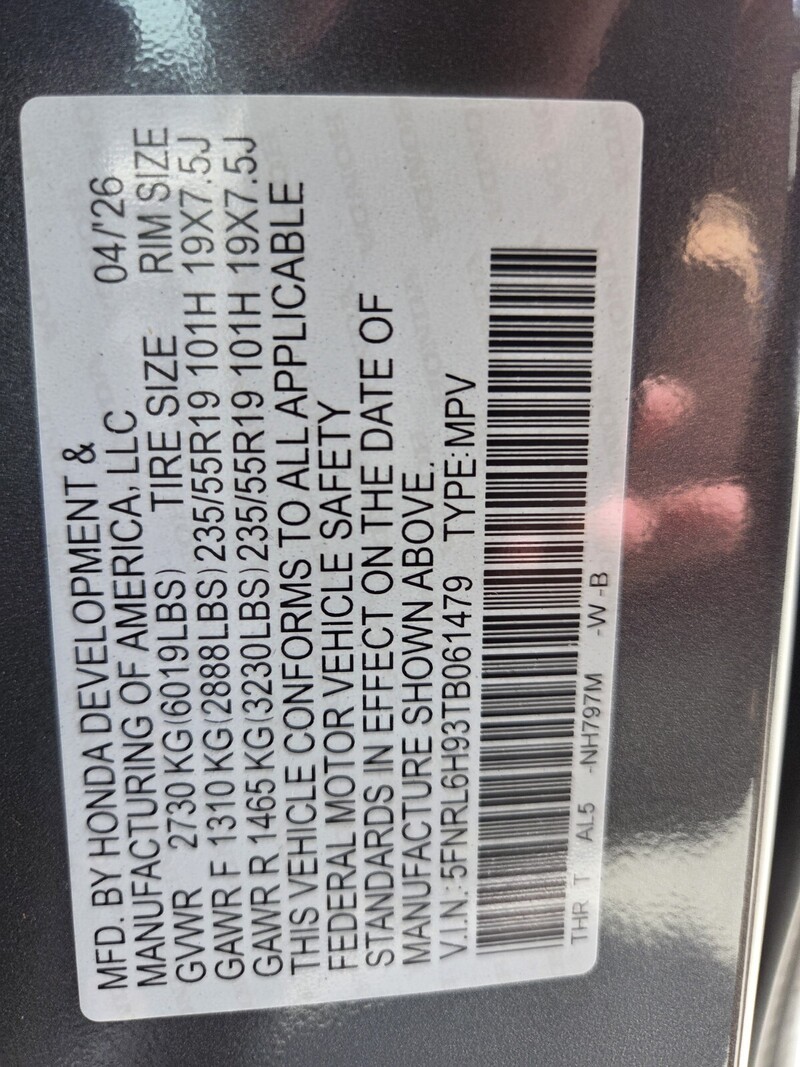 MFD. BY HONDA DEVELOPMENT & 04/'26
MANUFACTURING OF AMERICA, LLC
TIRE SIZE RIM SIZE
GVWR 2730 KG(6019LBS)
GAWR F 1310 KG(2888LBS)235/55R19 101H 19X7.5J
GAWR R 1465 KG(3230LBS)235/55R19 101H 19X7.5J
THIS VEHICLE CONFORMS TO ALL APPLICABLE
FEDERAL MOTOR VEHICLE SAFETY
STANDARDS IN EFFECT ON THE DATE OF
MANUFACTURE SHOWN ABOVE.
V.I.N.:5FNRL6H93TB061479 TYPE:MPV
THR T AL5 -NH797M -W -B